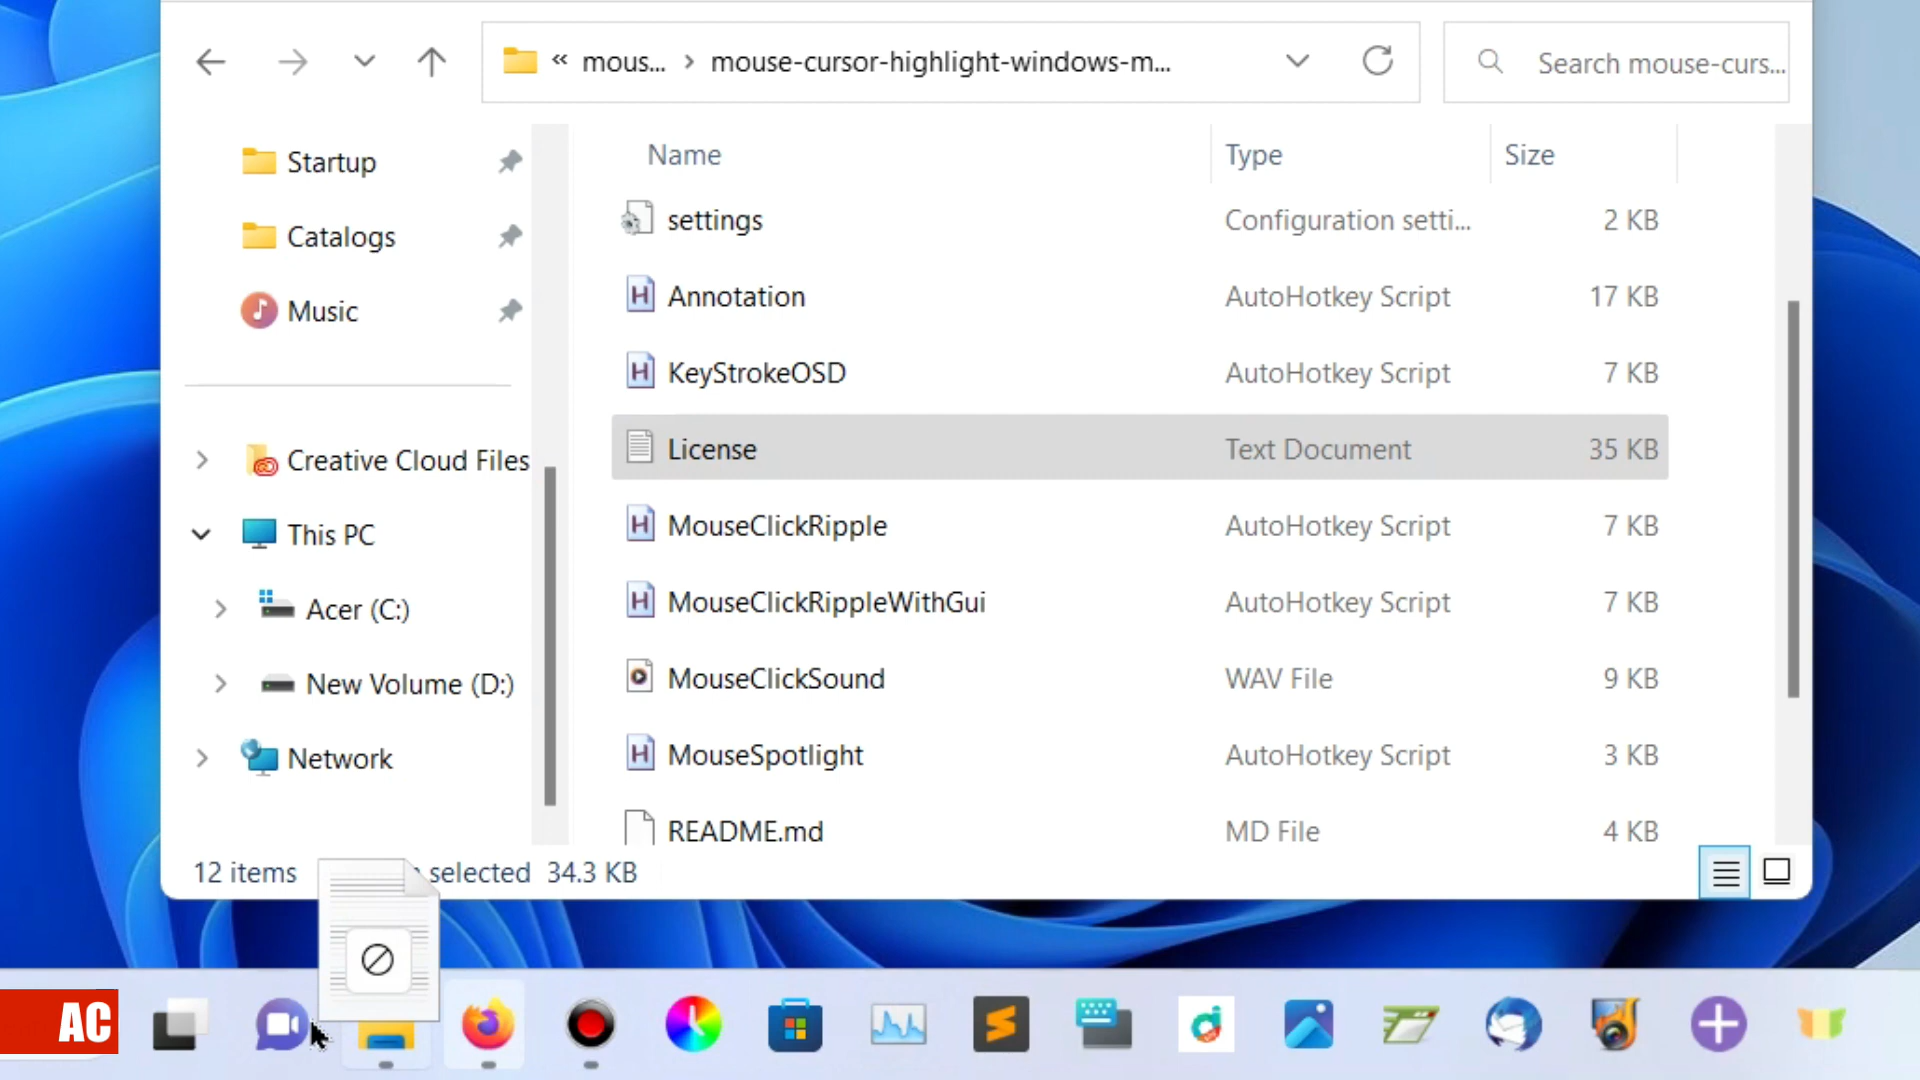 « mous... > mouse-cursor-highlight-windows-m...
Search mouse-curs...
Name Type Size
Startup
Catalogs
Music
Creative Cloud Files
This PC
Acer (C:)
New Volume (D:)
Network
settings Configuration setti... 2 KB
Annotation AutoHotkey Script 17 KB
KeyStrokeOSD AutoHotkey Script 7 KB
License Text Document 35 KB
MouseClickRipple AutoHotkey Script 7 KB
MouseClickRippleWithGui AutoHotkey Script 7 KB
MouseClickSound WAV File 9 KB
MouseSpotlight AutoHotkey Script 3 KB
README.md MD File 4 KB
12 items selected 34.3 KB
AC